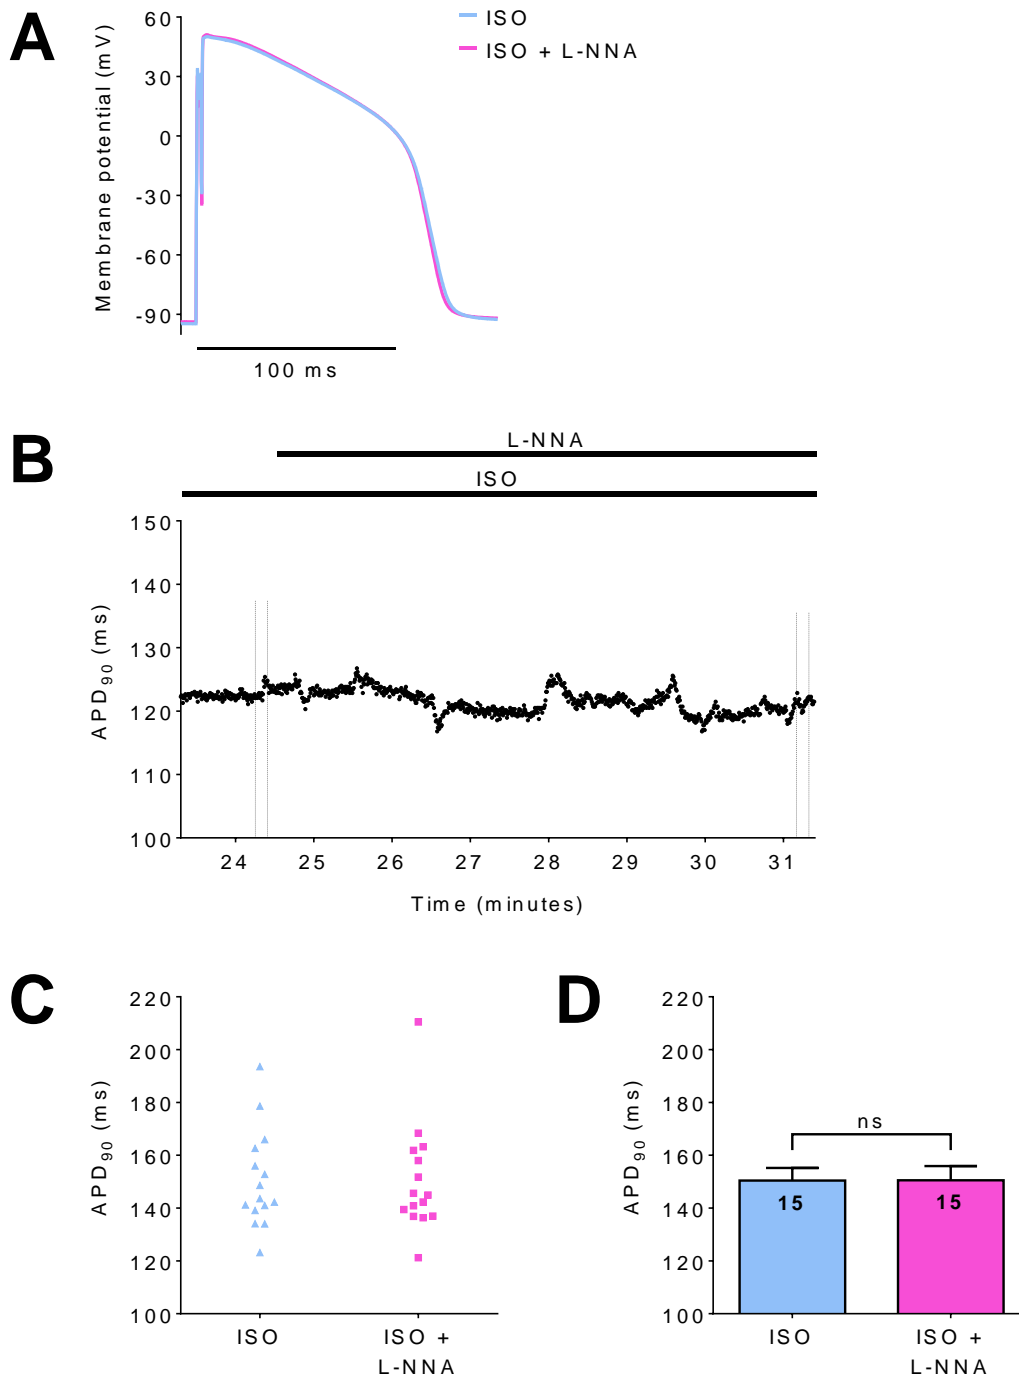 A
Membrane potential (mV)
60
30
0
-30
-60
-90
ISO
ISO + L-NNA
100 ms
B
L-NNA
ISO
APD90 (ms)
150
140
130
120
110
100
24 25 26 27 28 29 30 31
Time (minutes)
C
APD90 (ms)
220
200
180
160
140
120
100
ISO
ISO +
L-NNA
D
APD90 (ms)
220
200
180
160
140
120
100
ns
15 15
ISO
ISO +
L-NNA